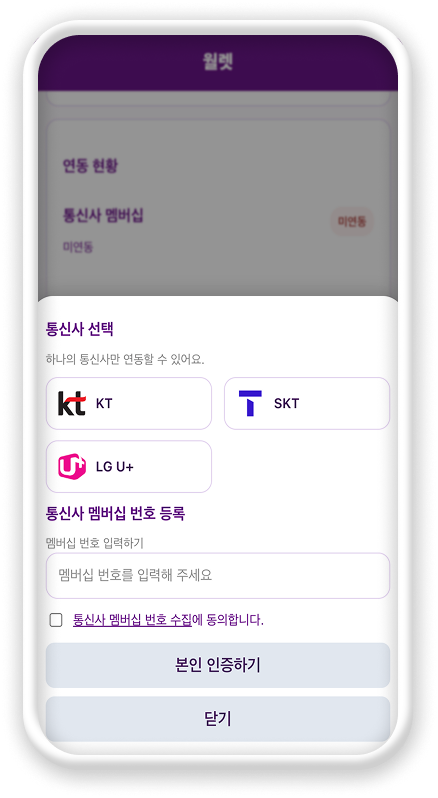 월렛
연동 현황
통신사 멤버십
미연동
미연동
통신사 선택
하나의 통신사만 연동할 수 있어요.
kt KT
T SKT
U+ LG U+
통신사 멤버십 번호 등록
멤버십 번호 입력하기
멤버십 번호를 입력해 주세요
통신사 멤버십 번호 수집에 동의합니다.
본인 인증하기
닫기